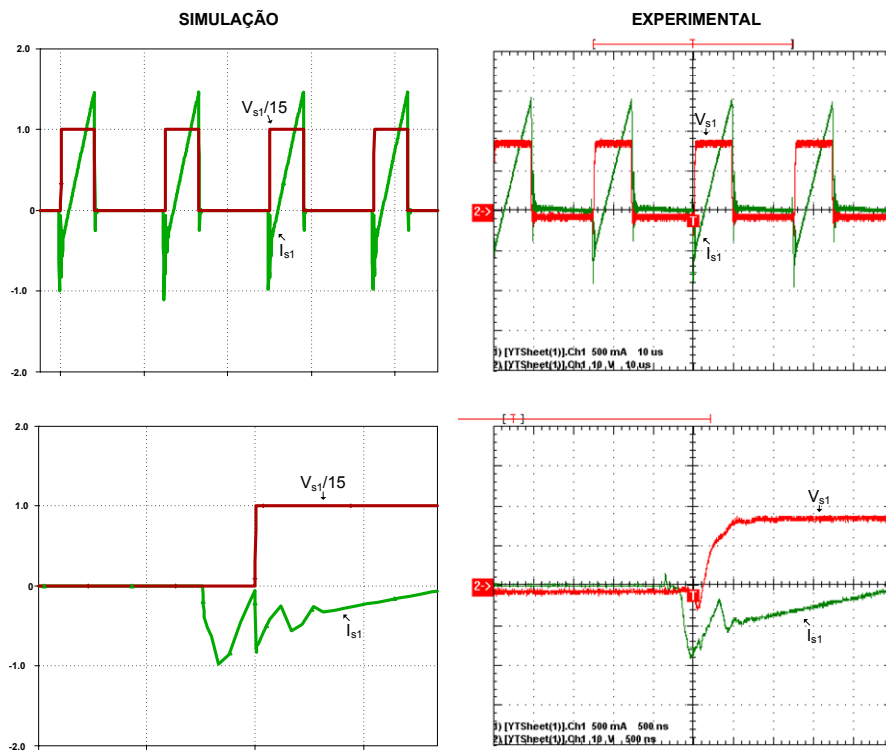 SIMULAÇÃO
EXPERIMENTAL
2.0
1.0
0
-1.0
-2.0
Vs1/15
Is1
T
Vs1
2->
T
Is1
1) [YTSheet(1)].Ch1 500 mA 10 us
2) [YTSheet(1)].Ch1 10 V 10 us
2.0
1.0
0
-1.0
-2.0
Vs1/15
Is1
[ T ]
Vs1
2->
T
Is1
1) [YTSheet(1)].Ch1 500 mA 500 ns
2) [YTSheet(1)].Ch1 10 V 500 ns